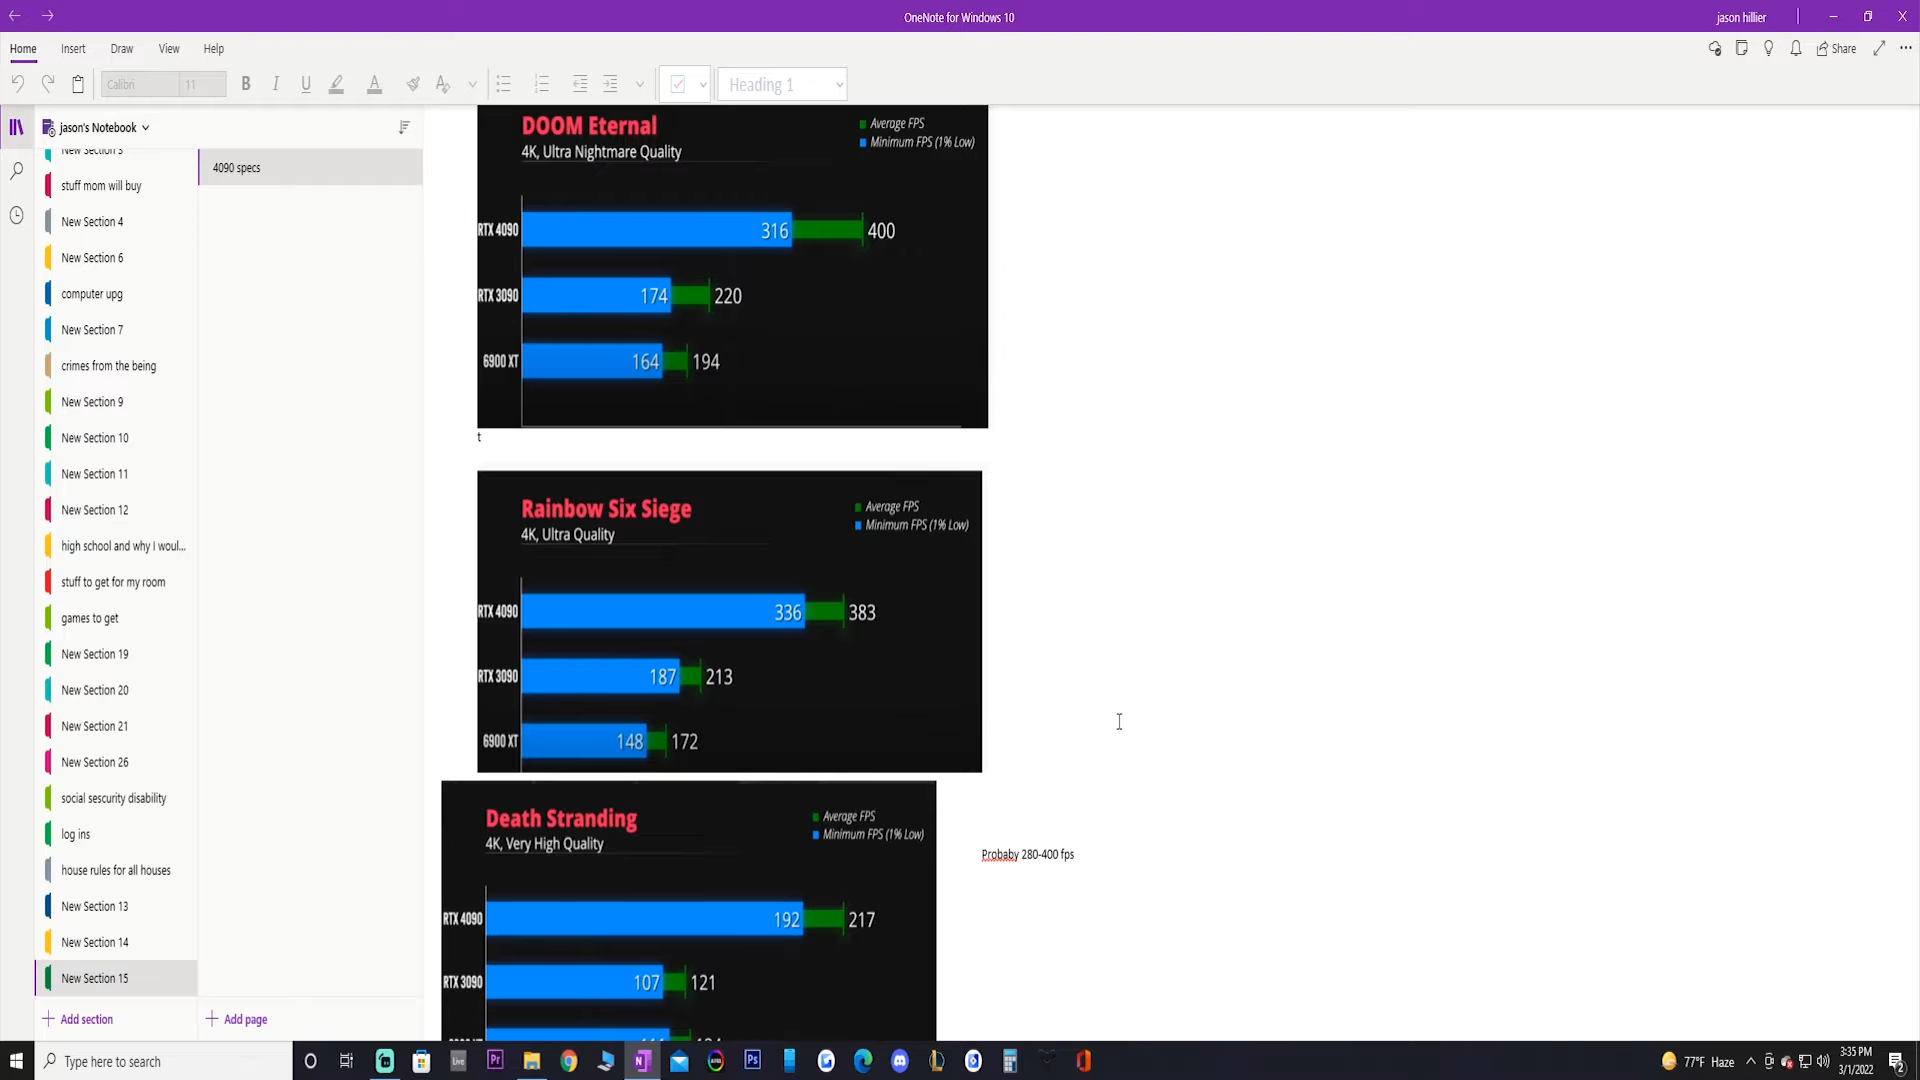 OneNote for Windows 10
jason hillier
Home
Insert
Draw
View
Help
Share
Calibri
11
B
I
U
A
Heading 1
jason's Notebook
New Section 3
stuff mom will buy
New Section 4
New Section 6
computer upg
New Section 7
crimes from the being
New Section 9
New Section 10
New Section 11
New Section 12
high school and why I woul...
stuff to get for my room
games to get
New Section 19
New Section 20
New Section 21
New Section 26
social sescurity disability
log ins
house rules for all houses
New Section 13
New Section 14
New Section 15
Add section
4090 specs
Add page
DOOM Eternal
4K, Ultra Nightmare Quality
Average FPS
Minimum FPS (1% Low)
RTX 4090 316 400
RTX 3090 174 220
6900 XT 164 194
t
Rainbow Six Siege
4K, Ultra Quality
Average FPS
Minimum FPS (1% Low)
RTX 4090 336 383
RTX 3090 187 213
6900 XT 148 172
Death Stranding
4K, Very High Quality
Average FPS
Minimum FPS (1% Low)
RTX 4090 192 217
RTX 3090 107 121
Probaby 280-400 fps
Type here to search
77°F Haze
3:35 PM
3/1/2022